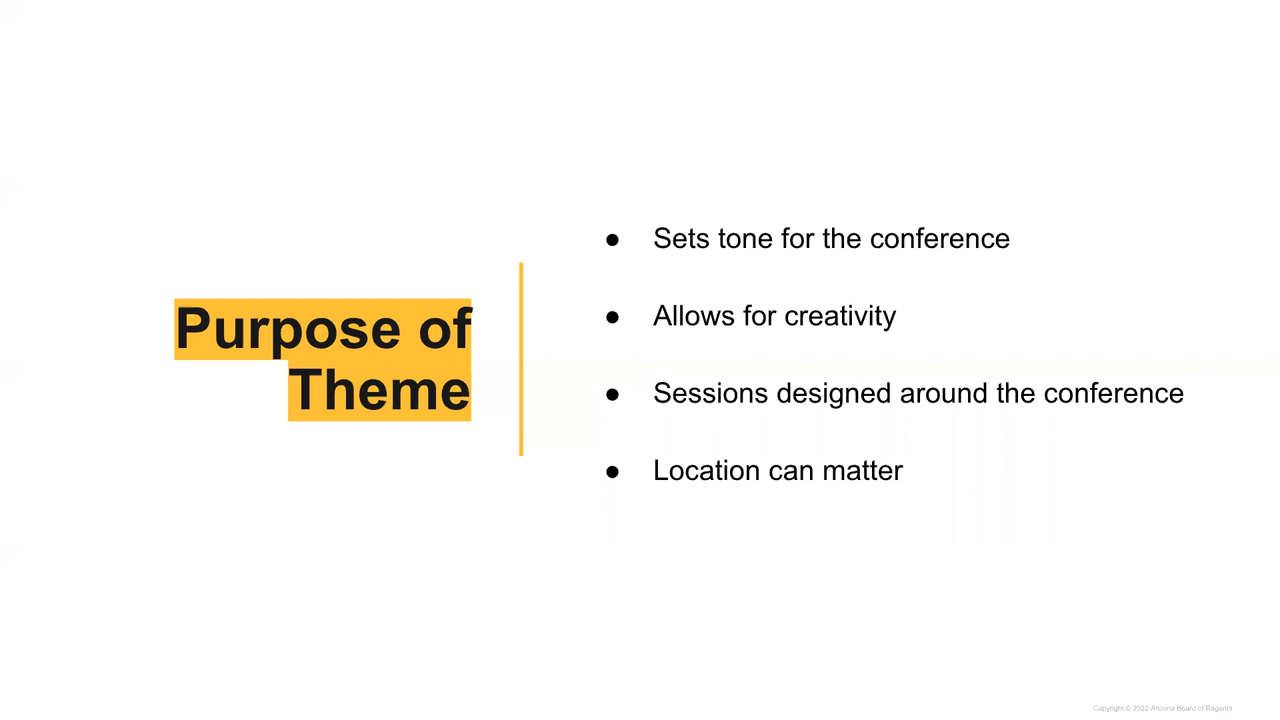 Purpose of
Theme
● Sets tone for the conference
● Allows for creativity
● Sessions designed around the conference
● Location can matter
Copyright © 2022 Arizona Board of Regents